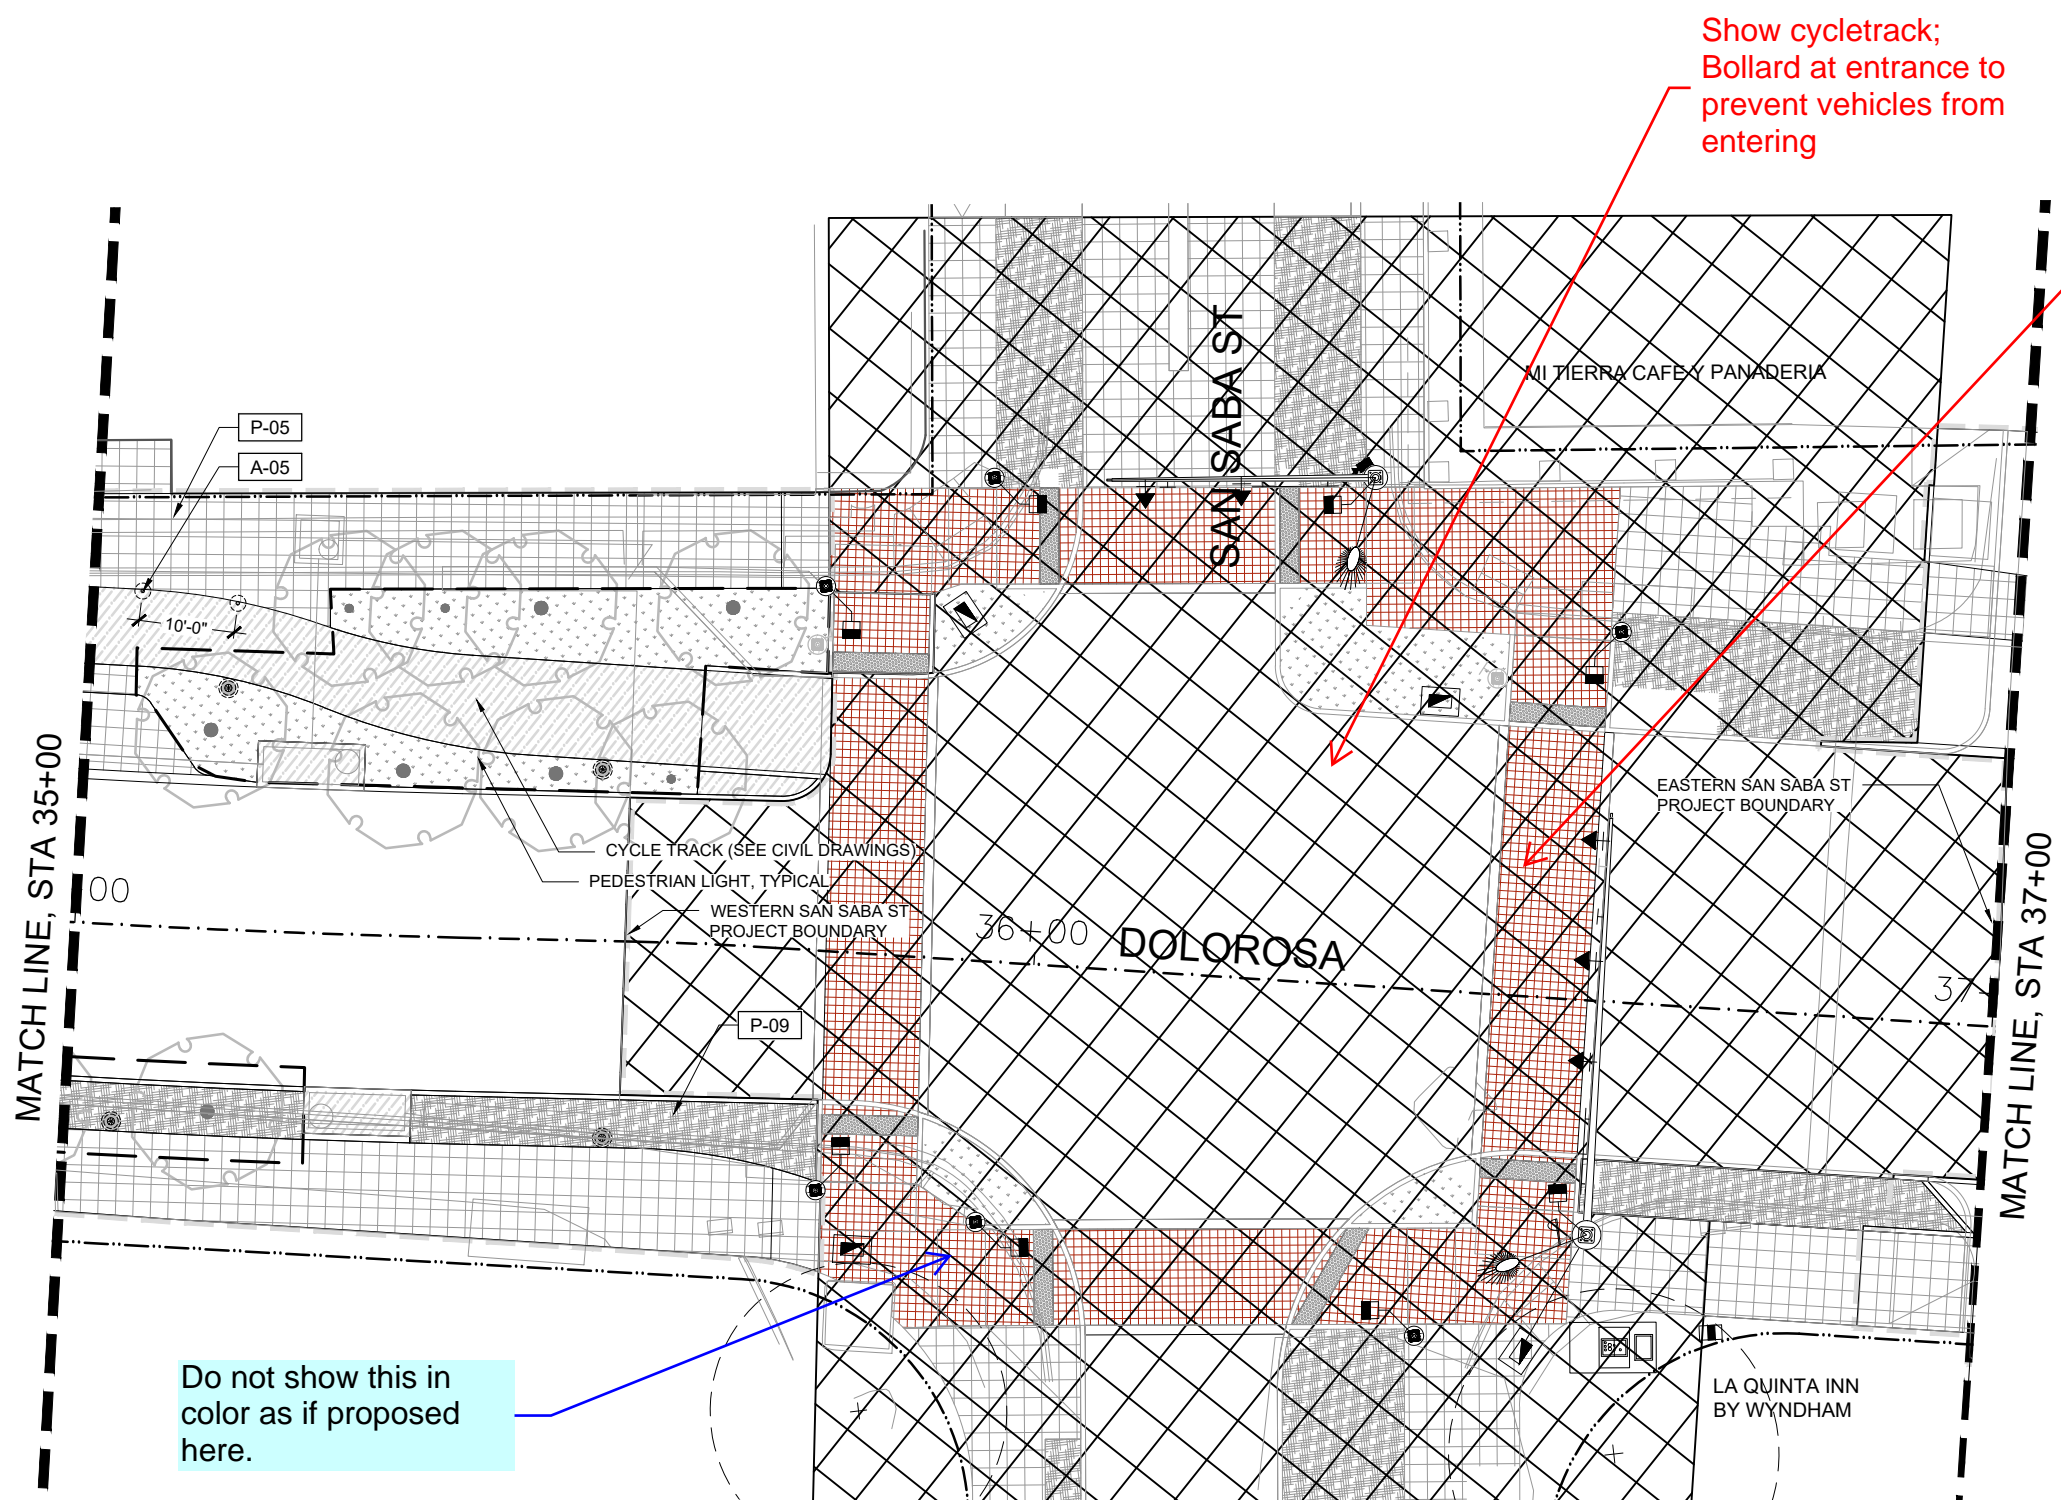 Show cycletrack;
Bollard at entrance to
prevent vehicles from
entering
SAN SABA ST
MI TIERRA CAFE Y PANADERIA
P-05
A-05
10'-0"
EASTERN SAN SABA ST
PROJECT BOUNDARY
CYCLE TRACK (SEE CIVIL DRAWINGS)
PEDESTRIAN LIGHT, TYPICAL
WESTERN SAN SABA ST
PROJECT BOUNDARY
MATCH LINE, STA 35+00
00
36+00
DOLOROSA
37
MATCH LINE, STA 37+00
P-09
Do not show this in
color as if proposed
here.
LA QUINTA INN
BY WYNDHAM